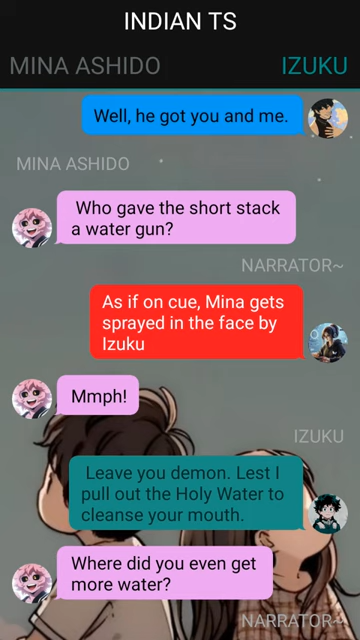 INDIAN TS
MINA ASHIDO
IZUKU
Well, he got you and me.
MINA ASHIDO
Who gave the short stack
a water gun?
NARRATOR~
As if on cue, Mina gets
sprayed in the face by
Izuku
Mmph!
IZUKU
Leave you demon. Lest I
pull out the Holy Water to
cleanse your mouth.
Where did you even get
more water?
NARRATOR~